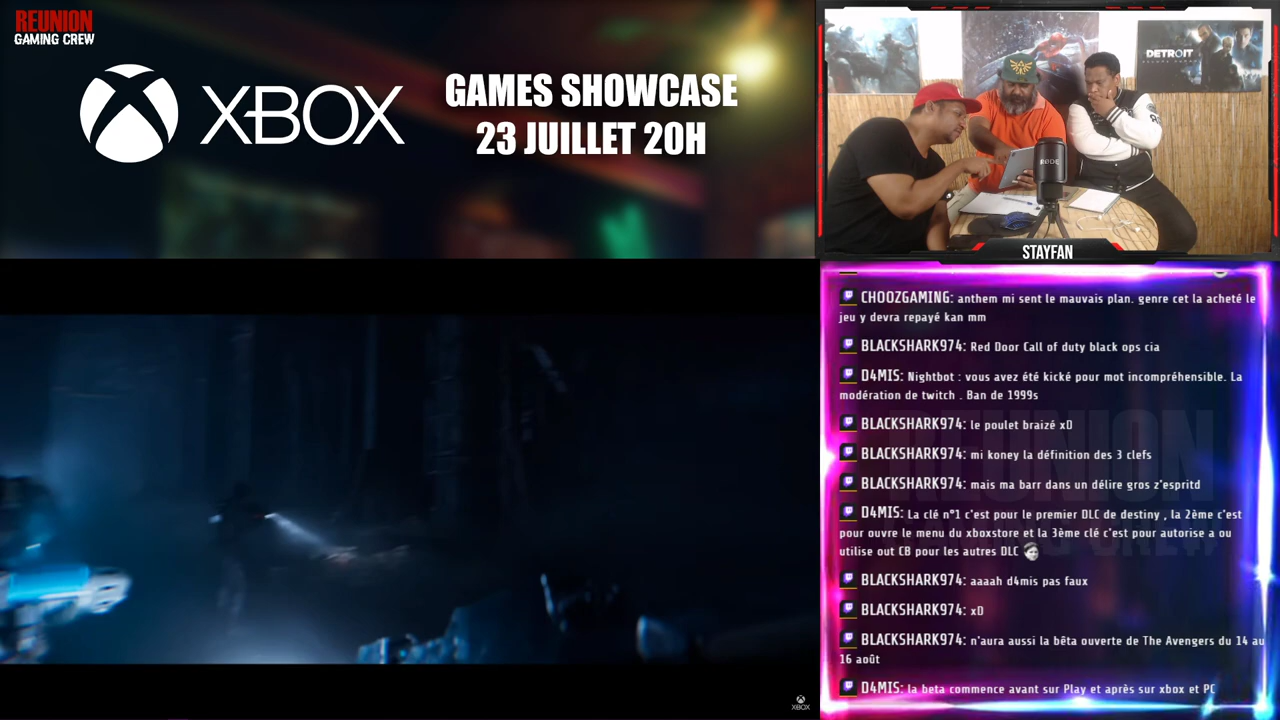 REUNION
GAMING CREW
XBOX
GAMES SHOWCASE
23 JUILLET 20H
DETROIT
RØDE
STAYFAN
CHOOZGAMING: anthem mi sent le mauvais plan. genre cet la acheté le
jeu y devra repayé kan mm
BLACKSHARK974: Red Door Call of duty black ops cia
D4MIS: Nightbot : vous avez été kické pour mot incompréhensible. La
modération de twitch . Ban de 1999s
BLACKSHARK974: le poulet braizé xD
BLACKSHARK974: mi koney la définition des 3 clefs
BLACKSHARK974: mais ma barr dans un délire gros z'espritd
D4MIS: La clé n°1 c'est pour le premier DLC de destiny , la 2ème c'est
pour ouvre le menu du xboxstore et la 3ème clé c'est pour autorise a ou
utilise out CB pour les autres DLC
BLACKSHARK974: aaaah d4mis pas faux
BLACKSHARK974: xD
BLACKSHARK974: n'aura aussi la bêta ouverte de The Avengers du 14 au
16 août
D4MIS: la beta commence avant sur Play et après sur xbox et PC
XBOX